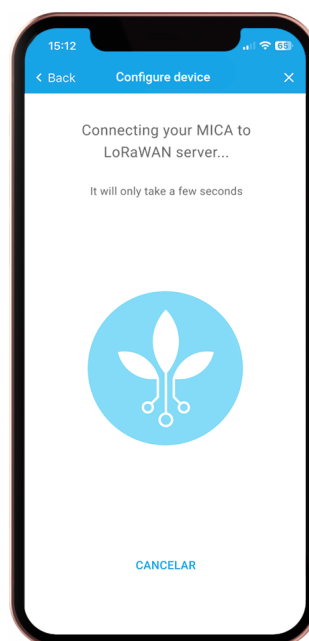 15:12
65
Back
Configure device
Connecting your MICA to
LoRaWAN server...
It will only take a few seconds
CANCELAR